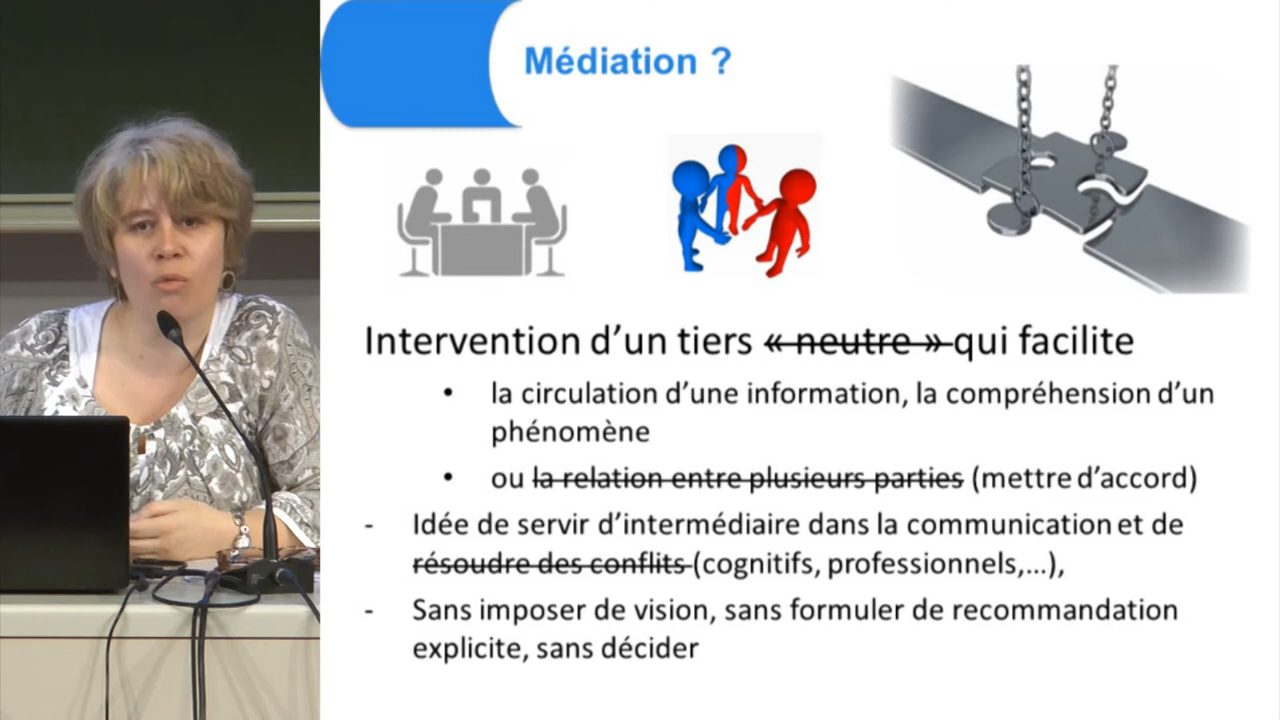 Médiation ?
Intervention d’un tiers « neutre » qui facilite
• la circulation d’une information, la compréhension d’un
phénomène
• ou la relation entre plusieurs parties (mettre d’accord)
- Idée de servir d’intermédiaire dans la communication et de
résoudre des conflits (cognitifs, professionnels,...),
- Sans imposer de vision, sans formuler de recommandation
explicite, sans décider